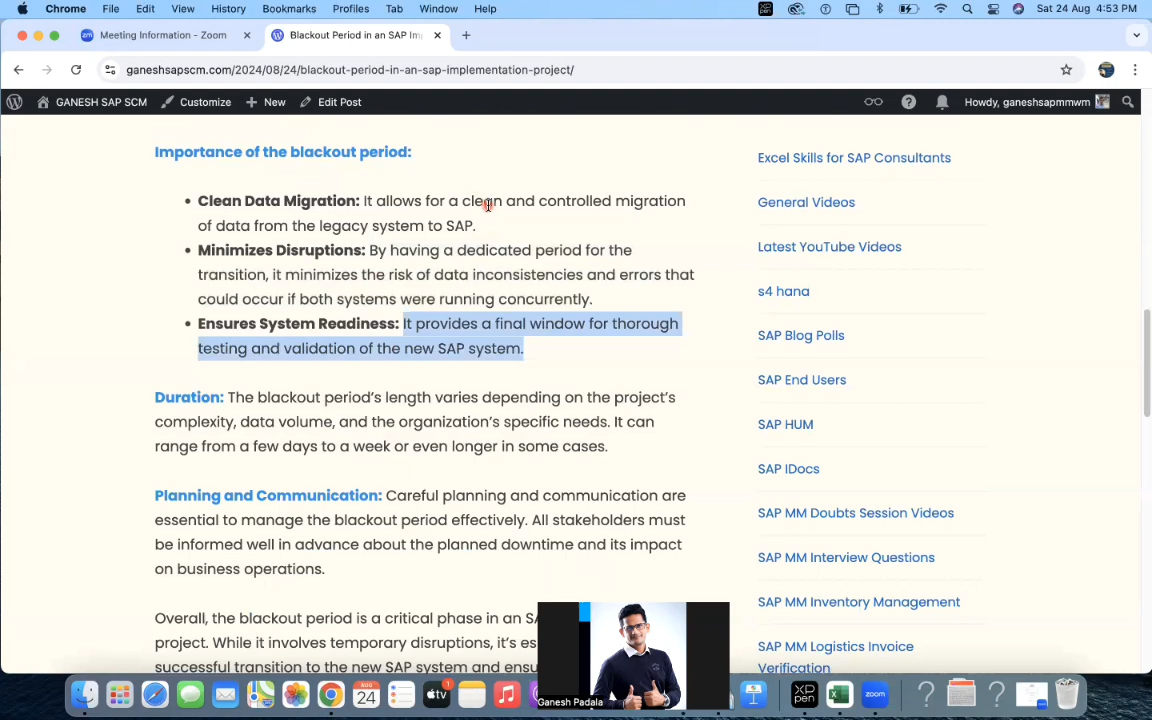 Chrome File Edit View History Bookmarks Profiles Tab Window Help Sat 24 Aug 4:53 PM
Meeting Information - Zoom
Blackout Period in an SAP Im
ganeshsapscm.com/2024/08/24/blackout-period-in-an-sap-implementation-project/
GANESH SAP SCM Customize New Edit Post Howdy, ganeshsapmmwm
Importance of the blackout period:
• Clean Data Migration: It allows for a clean and controlled migration
of data from the legacy system to SAP.
• Minimizes Disruptions: By having a dedicated period for the
transition, it minimizes the risk of data inconsistencies and errors that
could occur if both systems were running concurrently.
• Ensures System Readiness: It provides a final window for thorough
testing and validation of the new SAP system.
Duration: The blackout period's length varies depending on the project's
complexity, data volume, and the organization's specific needs. It can
range from a few days to a week or even longer in some cases.
Planning and Communication: Careful planning and communication are
essential to manage the blackout period effectively. All stakeholders must
be informed well in advance about the planned downtime and its impact
on business operations.
Overall, the blackout period is a critical phase in an SA
project. While it involves temporary disruptions, it's es
successful transition to the new SAP system and ensu
Excel Skills for SAP Consultants
General Videos
Latest YouTube Videos
s4 hana
SAP Blog Polls
SAP End Users
SAP HUM
SAP IDocs
SAP MM Doubts Session Videos
SAP MM Interview Questions
SAP MM Inventory Management
SAP MM Logistics Invoice
Verification
Ganesh Padala
AUG
24
tv
1
XP
PEN
zoom